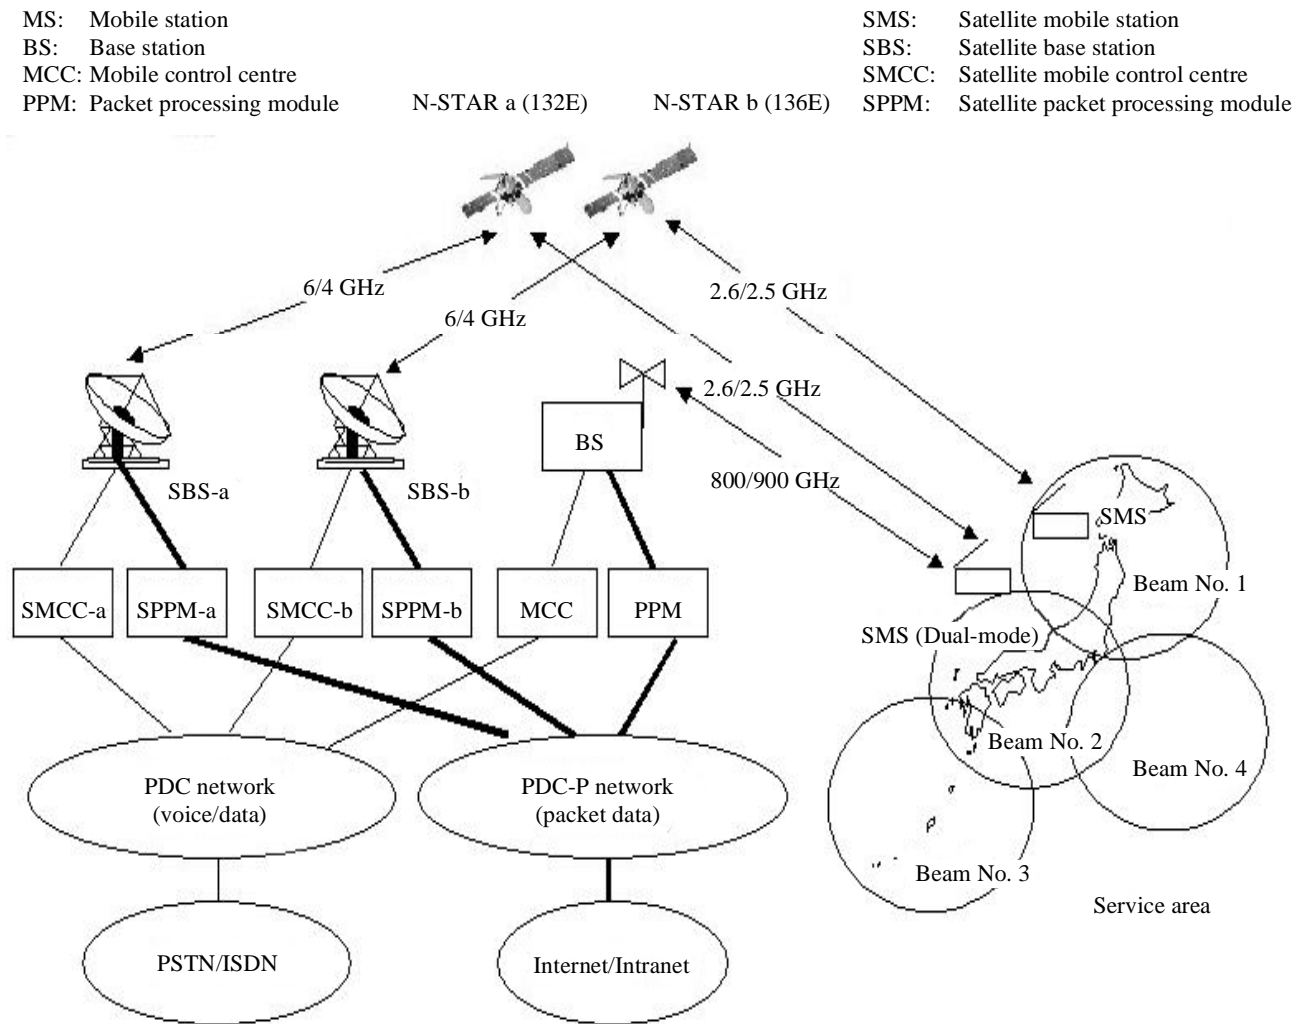 MS: Mobile station
BS: Base station
MCC: Mobile control centre
PPM: Packet processing module
SMS: Satellite mobile station
SBS: Satellite base station
SMCC: Satellite mobile control centre
SPPM: Satellite packet processing module
N-STAR a (132E)
N-STAR b (136E)
6/4 GHz
6/4 GHz
2.6/2.5 GHz
2.6/2.5 GHz
800/900 GHz
SBS-a
SBS-b
BS
SMS
SMCC-a
SPPM-a
SMCC-b
SPPM-b
MCC
PPM
Beam No. 1
SMS (Dual-mode)
Beam No. 2
Beam No. 4
Beam No. 3
Service area
PDC network
(voice/data)
PDC-P network
(packet data)
PSTN/ISDN
Internet/Intranet